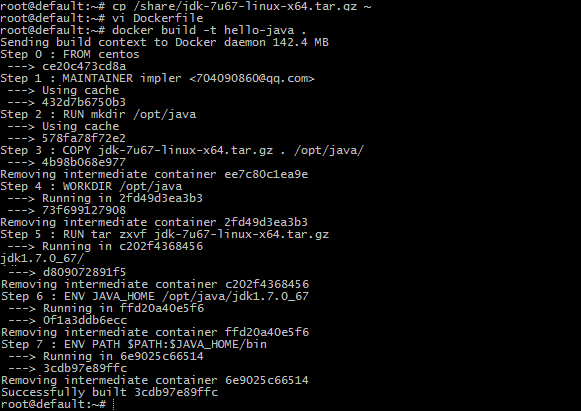 root@default:~# cp /share/jdk-7u67-linux-x64.tar.gz ~
root@default:~# vi Dockerfile
root@default:~# docker build -t hello-java .
Sending build context to Docker daemon 142.4 MB
Step 0 : FROM centos
 ---> ce20c473cd8a
Step 1 : MAINTAINER impler <704090860@qq.com>
 ---> Using cache
 ---> 432d7b6750b3
Step 2 : RUN mkdir /opt/java
 ---> Using cache
 ---> 578fa78f72e2
Step 3 : COPY jdk-7u67-linux-x64.tar.gz . /opt/java/
 ---> 4b98b068e977
Removing intermediate container ee7c80c1ea9e
Step 4 : WORKDIR /opt/java
 ---> Running in 2fd49d3ea3b3
 ---> 73f699127908
Removing intermediate container 2fd49d3ea3b3
Step 5 : RUN tar zxvf jdk-7u67-linux-x64.tar.gz
 ---> Running in c202f4368456
jdk1.7.0_67/
 ---> d809072891f5
Removing intermediate container c202f4368456
Step 6 : ENV JAVA_HOME /opt/java/jdk1.7.0_67
 ---> Running in ffd20a40e5f6
 ---> 0f1a3ddb6ecc
Removing intermediate container ffd20a40e5f6
Step 7 : ENV PATH $PATH:$JAVA_HOME/bin
 ---> Running in 6e9025c66514
 ---> 3cdb97e89ffc
Removing intermediate container 6e9025c66514
Successfully built 3cdb97e89ffc
root@default:~#